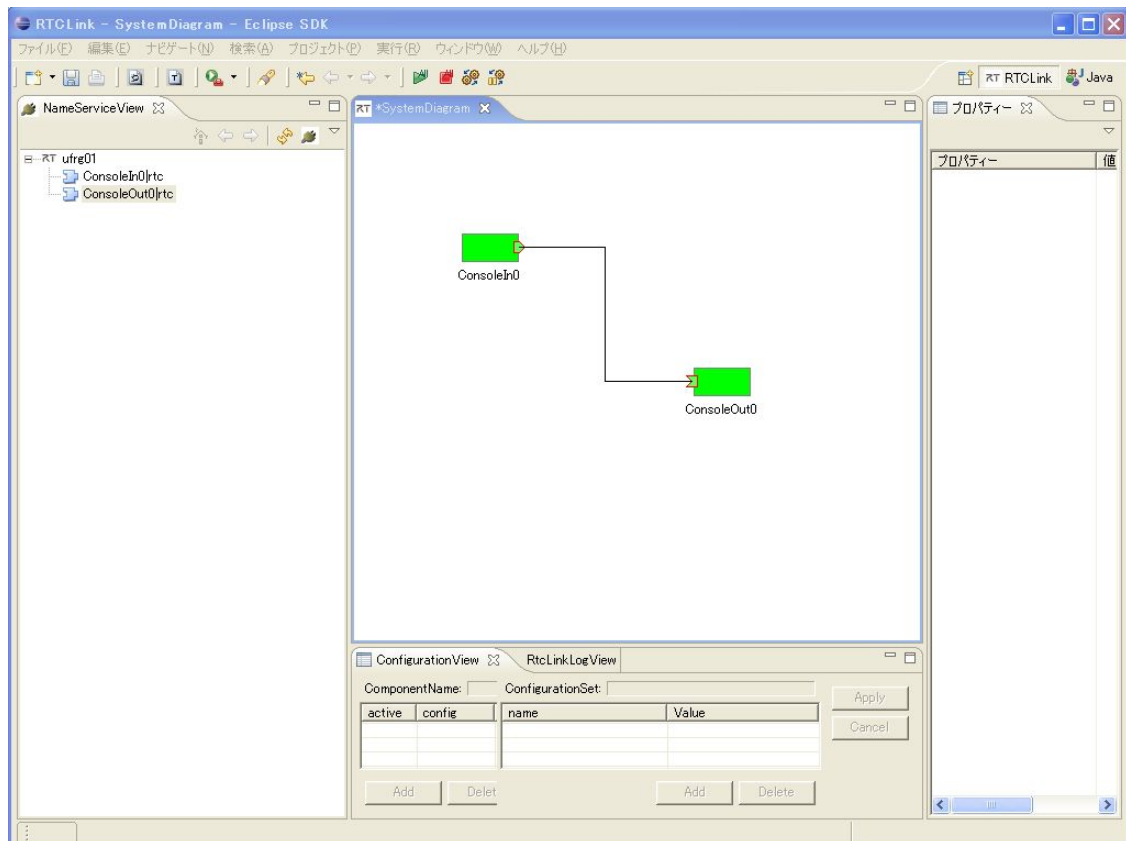 RTCLink - SystemDiagram - Eclipse SDK
ファイル(F) 編集(E) ナビゲート(N) 検索(A) プロジェクト(P) 実行(R) ウィンドウ(W) ヘルプ(H)
RT RTCLink Java
NameServiceView
RT *SystemDiagram
プロパティー
RT ufrg01
ConsoleIn0|rtc
ConsoleOut0|rtc
プロパティー 値
ConsoleIn0
ConsoleOut0
ConfigurationView RtcLinkLogView
ComponentName: ConfigurationSet:
Apply
active config name Value
Cancel
Add Delet Add Delete